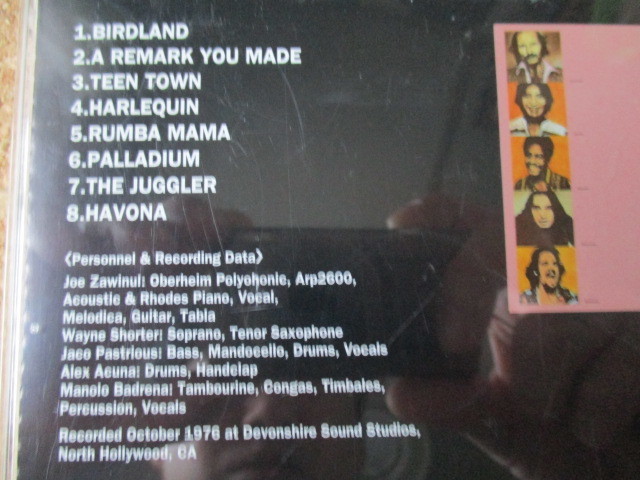 1.BIRDLAND
2.A REMARK YOU MADE
3.TEEN TOWN
4.HARLEQUIN
5.RUMBA MAMA
6.PALLADIUM
7.THE JUGGLER
8.HAVONA
〈Personnel & Recording Data〉
Joe Zawinul: Oberheim Polyohonic, Arp2600,
Acoustic & Rhodes Piano, Vocal,
Melodica, Guitar, Tabla
Wayne Shorter: Soprano, Tenor Saxophone
Jaco Pastrious: Bass, Mandocello, Drums, Vocals
Alex Acuna: Drums, Handclap
Manolo Badrena: Tambourine, Congas, Timbales,
Percussion, Vocals
Recorded October 1976 at Devonshire Sound Studios,
North Hollywood, CA